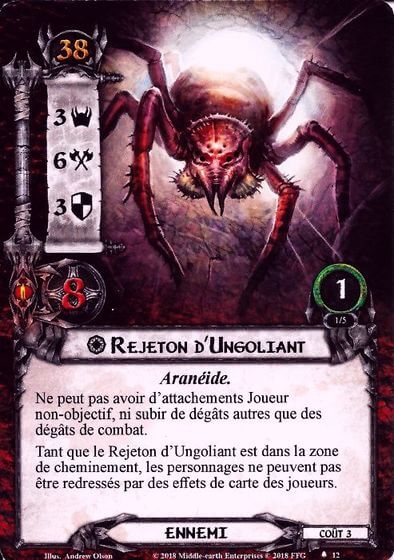 38
3
6
3
8
1
1/5
Rejeton d'Ungoliant
Aranéide.
Ne peut pas avoir d'attachements Joueur
non-objectif, ni subir de dégâts autres que des
dégâts de combat.
Tant que le Rejeton d'Ungoliant est dans la zone
de cheminement, les personnages ne peuvent pas
être redressés par des effets de carte des joueurs.
ENNEMI
COÛT 3
Illus. Andrew Olson
© 2018 Middle-earth Enterprises © 2018 FFG
12